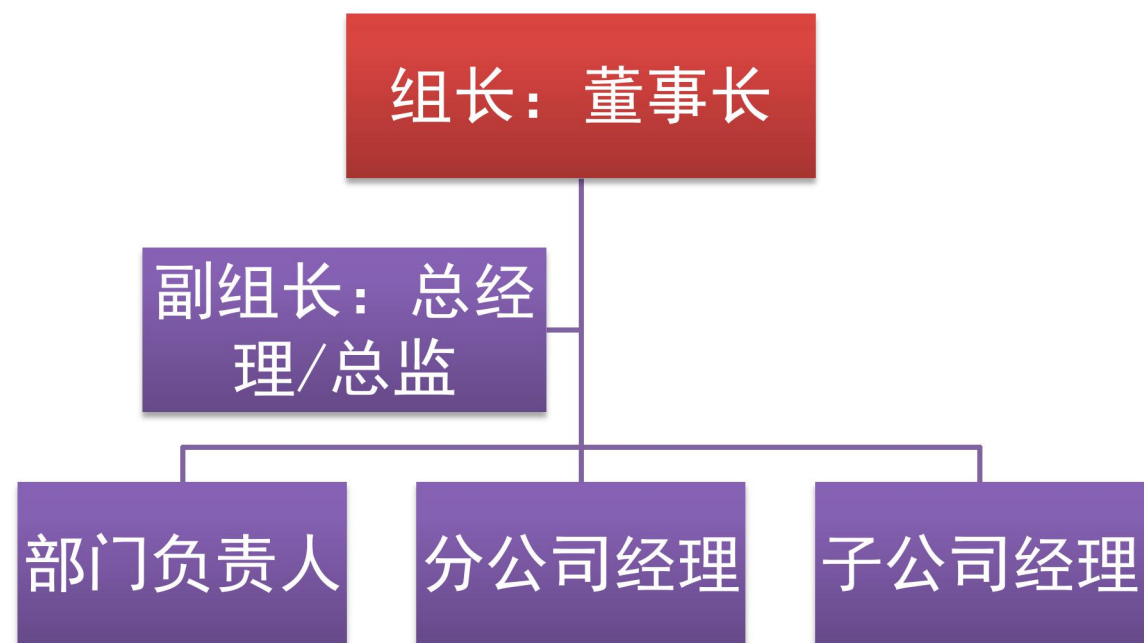 组长：董事长
副组长：总经
理/总监
部门负责人
分公司经理
子公司经理